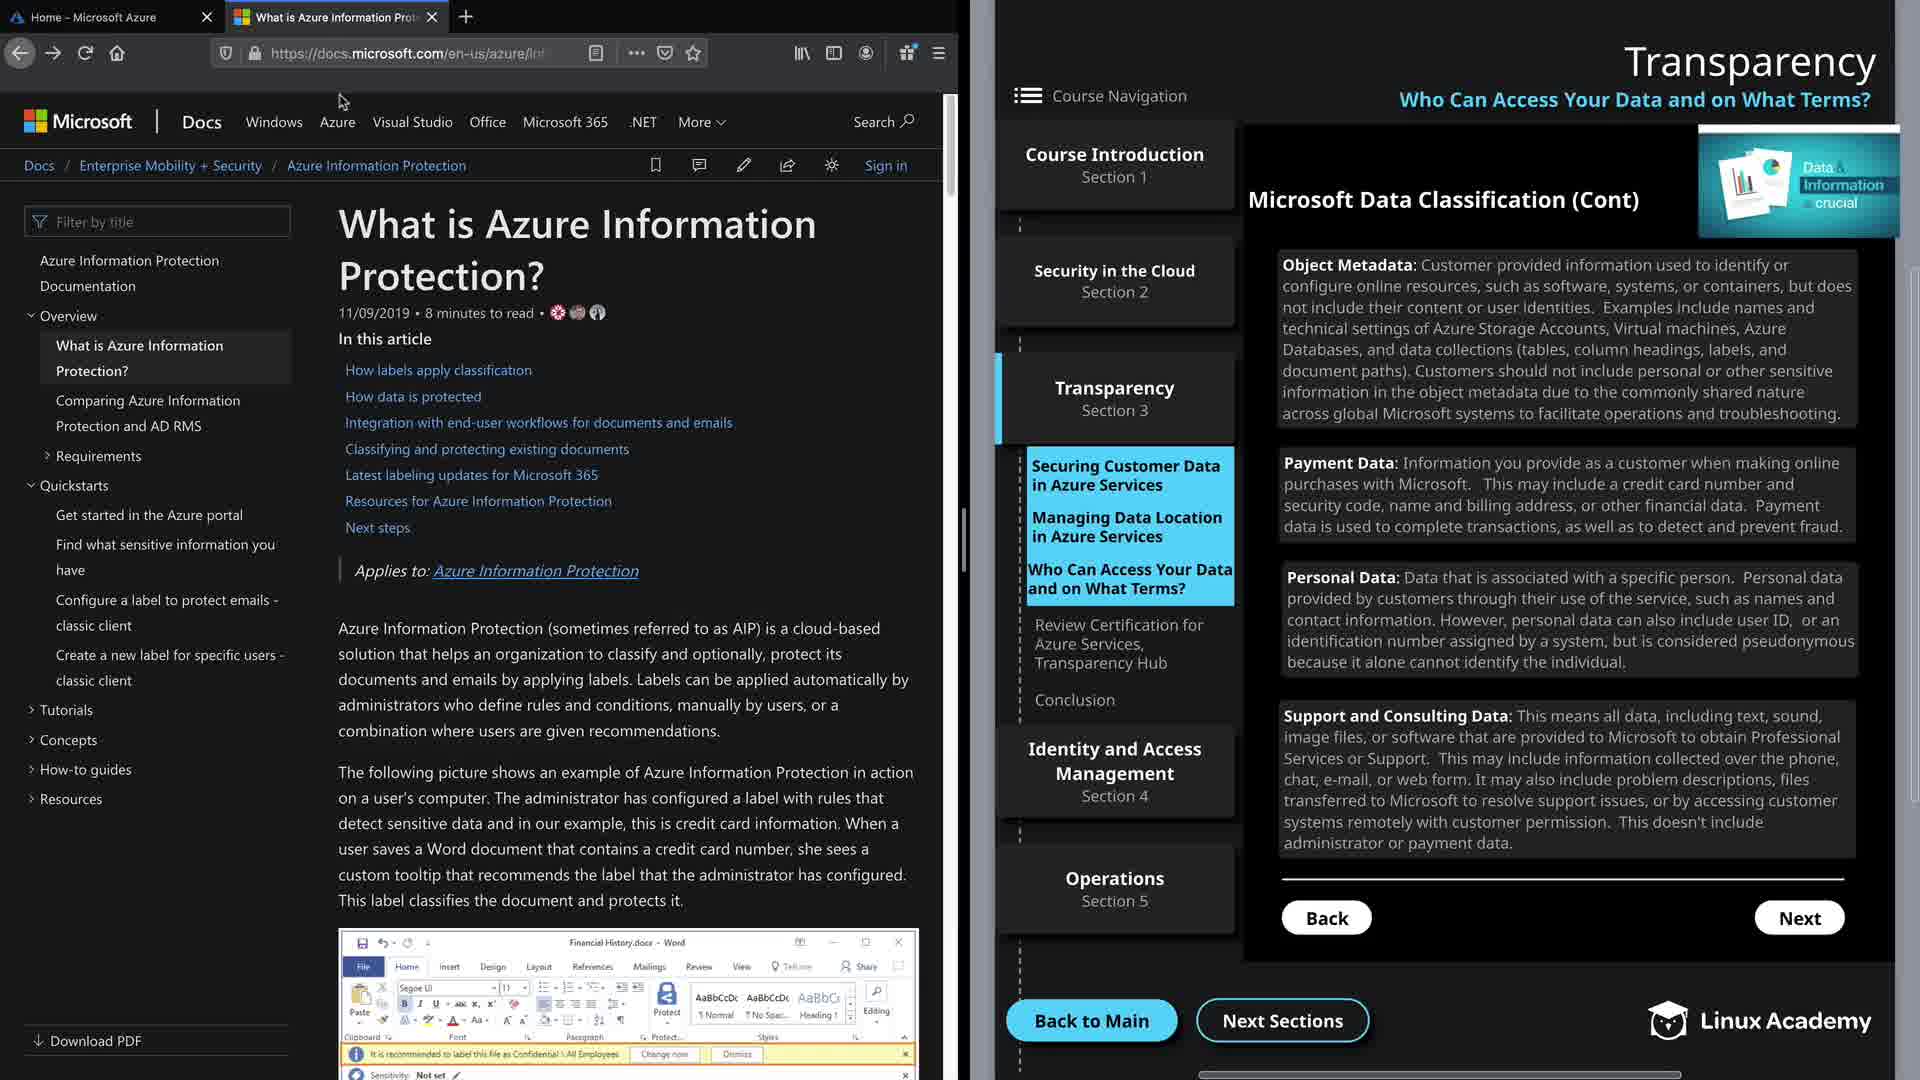 Home - Microsoft Azure
What is Azure Information Prot
https://docs.microsoft.com/en-us/azure/inf
Microsoft
Docs
Windows
Azure
Visual Studio
Office
Microsoft 365
.NET
More
Search
Docs / Enterprise Mobility + Security / Azure Information Protection
Sign in
Filter by title
Azure Information Protection
Documentation
Overview
What is Azure Information
Protection?
Comparing Azure Information
Protection and AD RMS
Requirements
Quickstarts
Get started in the Azure portal
Find what sensitive information you
have
Configure a label to protect emails -
classic client
Create a new label for specific users -
classic client
Tutorials
Concepts
How-to guides
Resources
Download PDF
What is Azure Information
Protection?
11/09/2019 • 8 minutes to read •
In this article
How labels apply classification
How data is protected
Integration with end-user workflows for documents and emails
Classifying and protecting existing documents
Latest labeling updates for Microsoft 365
Resources for Azure Information Protection
Next steps
Applies to: Azure Information Protection
Azure Information Protection (sometimes referred to as AIP) is a cloud-based
solution that helps an organization to classify and optionally, protect its
documents and emails by applying labels. Labels can be applied automatically by
administrators who define rules and conditions, manually by users, or a
combination where users are given recommendations.
The following picture shows an example of Azure Information Protection in action
on a user's computer. The administrator has configured a label with rules that
detect sensitive data and in our example, this is credit card information. When a
user saves a Word document that contains a credit card number, she sees a
custom tooltip that recommends the label that the administrator has configured.
This label classifies the document and protects it.
Financial History.docx - Word
File
Home
Insert
Design
Layout
References
Mailings
Review
View
Tell me
Share
Segoe UI
11
Paste
Protect
AaBbCcDc
AaBbCcDc
AaBbCc
¶ Normal
¶ No Spac...
Heading 1
Editing
Clipboard
Font
Paragraph
Protect...
Styles
It is recommended to label this file as Confidential \ All Employees
Change now
Dismiss
Sensitivity: Not set
Transparency
Who Can Access Your Data and on What Terms?
Course Navigation
Course Introduction
Section 1
Security in the Cloud
Section 2
Transparency
Section 3
Securing Customer Data
in Azure Services
Managing Data Location
in Azure Services
Who Can Access Your Data
and on What Terms?
Review Certification for
Azure Services,
Transparency Hub
Conclusion
Identity and Access
Management
Section 4
Operations
Section 5
Microsoft Data Classification (Cont)
Data &
Information
is crucial
Object Metadata: Customer provided information used to identify or
configure online resources, such as software, systems, or containers, but does
not include their content or user identities. Examples include names and
technical settings of Azure Storage Accounts, Virtual machines, Azure
Databases, and data collections (tables, column headings, labels, and
document paths). Customers should not include personal or other sensitive
information in the object metadata due to the commonly shared nature
across global Microsoft systems to facilitate operations and troubleshooting.
Payment Data: Information you provide as a customer when making online
purchases with Microsoft. This may include a credit card number and
security code, name and billing address, or other financial data. Payment
data is used to complete transactions, as well as to detect and prevent fraud.
Personal Data: Data that is associated with a specific person. Personal data
provided by customers through their use of the service, such as names and
contact information. However, personal data can also include user ID, or an
identification number assigned by a system, but is considered pseudonymous
because it alone cannot identify the individual.
Support and Consulting Data: This means all data, including text, sound,
image files, or software that are provided to Microsoft to obtain Professional
Services or Support. This may include information collected over the phone,
chat, e-mail, or web form. It may also include problem descriptions, files
transferred to Microsoft to resolve support issues, or by accessing customer
systems remotely with customer permission. This doesn't include
administrator or payment data.
Back
Next
Back to Main
Next Sections
Linux Academy